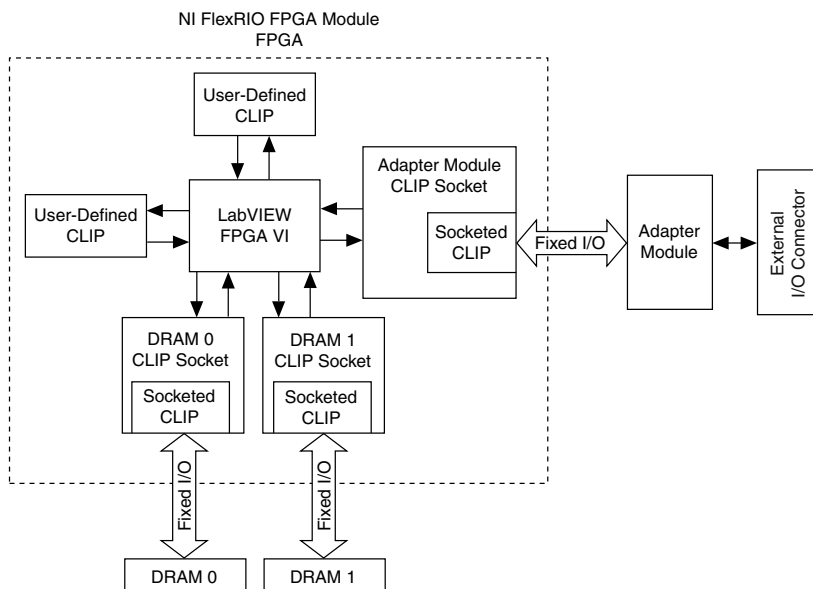 NI FlexRIO FPGA Module
FPGA
User-Defined
CLIP
Adapter Module
CLIP Socket
User-Defined
CLIP
LabVIEW
FPGA VI
Socketed
CLIP
Fixed I/O
Adapter
Module
External
I/O Connector
DRAM 0
CLIP Socket
DRAM 1
CLIP Socket
Socketed
CLIP
Socketed
CLIP
Fixed I/O
Fixed I/O
DRAM 0
DRAM 1